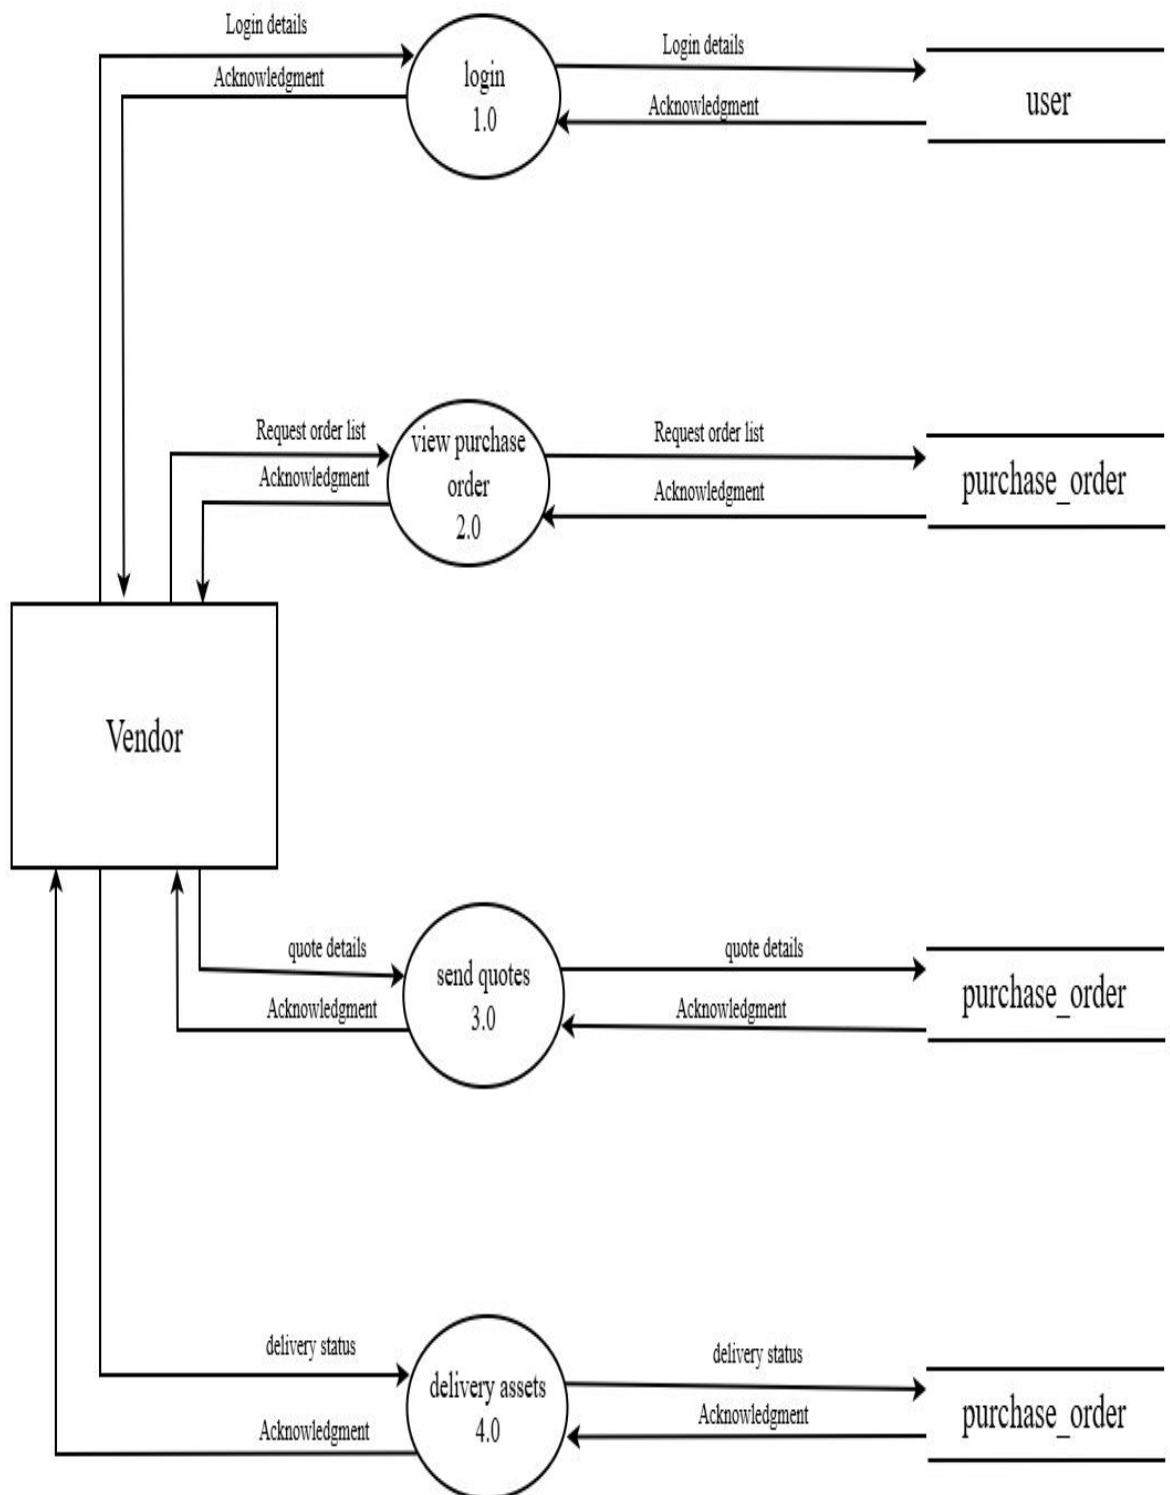 Login details
Acknowledgment
login
1.0
Login details
Acknowledgment
user
Request order list
Acknowledgment
view purchase
order
2.0
Request order list
Acknowledgment
purchase_order
Vendor
quote details
Acknowledgment
send quotes
3.0
quote details
Acknowledgment
purchase_order
delivery status
Acknowledgment
delivery assets
4.0
delivery status
Acknowledgment
purchase_order